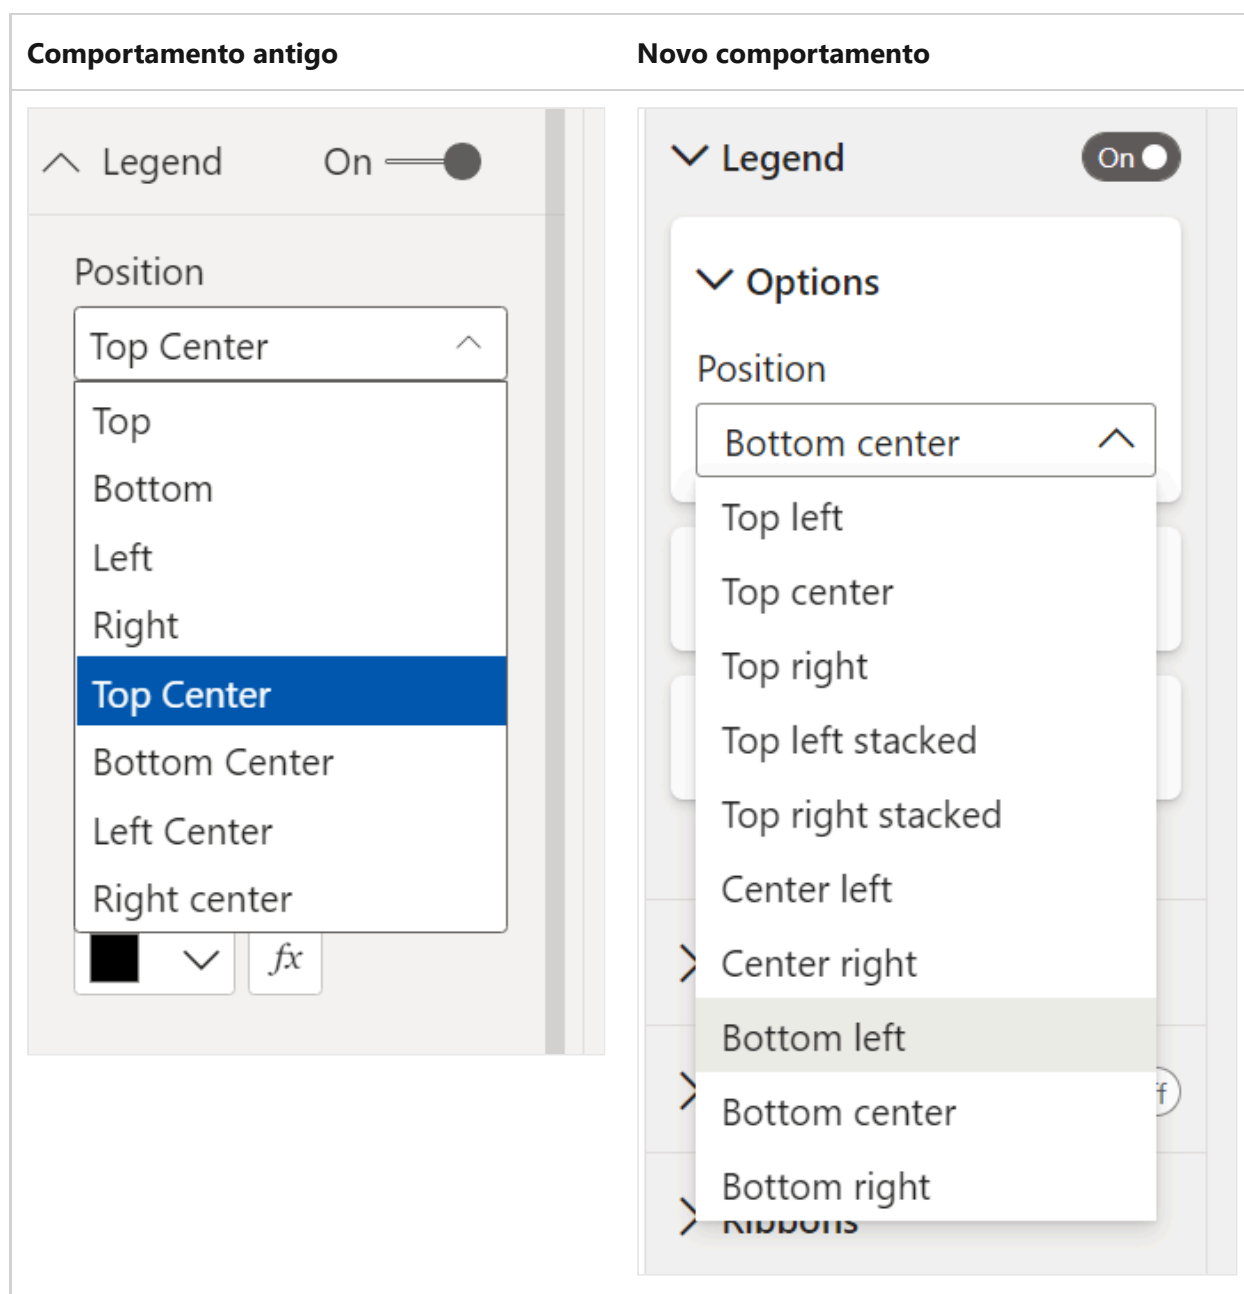 Comportamento antigo
Novo comportamento
Legend
On
Position
Top Center
Top
Bottom
Left
Right
Top Center
Bottom Center
Left Center
Right center
fx
Legend
On
Options
Position
Bottom center
Top left
Top center
Top right
Top left stacked
Top right stacked
Center left
Center right
Bottom left
Bottom center
Bottom right
Ribbons